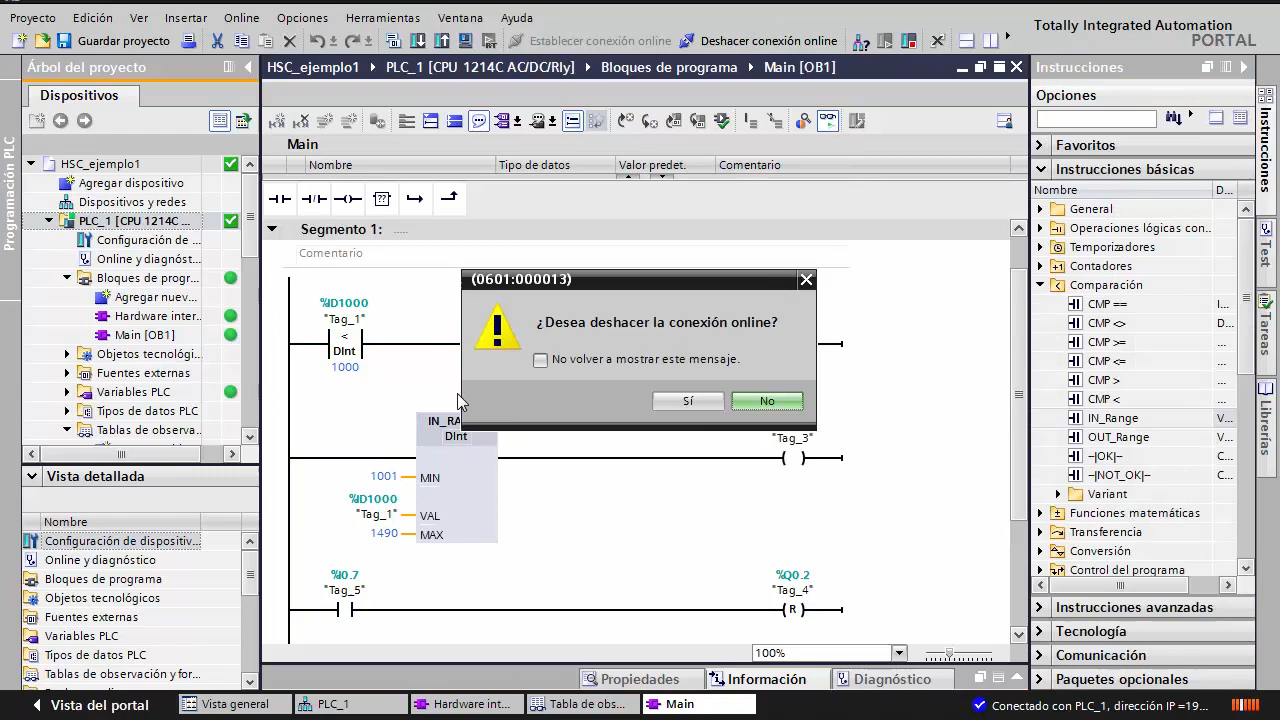 Proyecto Edición Ver Insertar Online Opciones Herramientas Ventana Ayuda
Totally Integrated Automation
PORTAL
Guardar proyecto Establecer conexión online Deshacer conexión online
Árbol del proyecto
HSC_ejemplo1 PLC_1 [CPU 1214C AC/DC/Rly] Bloques de programa Main [OB1]
Instrucciones
Dispositivos
Opciones
Programación PLC
Main
Nombre Tipo de datos Valor predet. Comentario
HSC_ejemplo1
Agregar dispositivo
Dispositivos y redes
PLC_1 [CPU 1214C ...
Configuración de ...
Online y diagnóst...
Bloques de progr...
Agregar nuev...
Hardware inter...
Main [OB1]
Objetos tecnológi...
Fuentes externas
Variables PLC
Tipos de datos PLC
Tablas de observa...
Vista detallada
Nombre
Configuración de dispositiv...
Online y diagnóstico
Bloques de programa
Objetos tecnológicos
Fuentes externas
Variables PLC
Tipos de datos PLC
Tablas de observación y for...
??
Segmento 1: .....
Comentario
%ID1000
"Tag_1"
<
DInt
1000
(0601:000013)
¿Desea deshacer la conexión online?
No volver a mostrar este mensaje.
Sí No
DInt
"Tag_3"
1001 MIN
%ID1000
"Tag_1" VAL
1490 MAX
%I0.7
"Tag_5"
%Q0.2
"Tag_4"
R
100%
Propiedades Información Diagnóstico
Favoritos
Instrucciones básicas
Nombre D...
General
Operaciones lógicas con...
Temporizadores
Contadores
Comparación
CMP == I...
CMP <> D...
CMP >= C...
CMP <= C...
CMP > C...
CMP < C...
IN_Range V...
OUT_Range V...
–|OK|– C...
–|NOT_OK|– C...
Variant
Funciones matemáticas
Transferencia
Conversión
Control del programa
Instrucciones avanzadas
Tecnología
Comunicación
Paquetes opcionales
Instrucciones
Test
Tareas
Librerías
Vista del portal Vista general PLC_1 Hardware int... Tabla de obs... Main
Conectado con PLC_1, dirección IP =19...